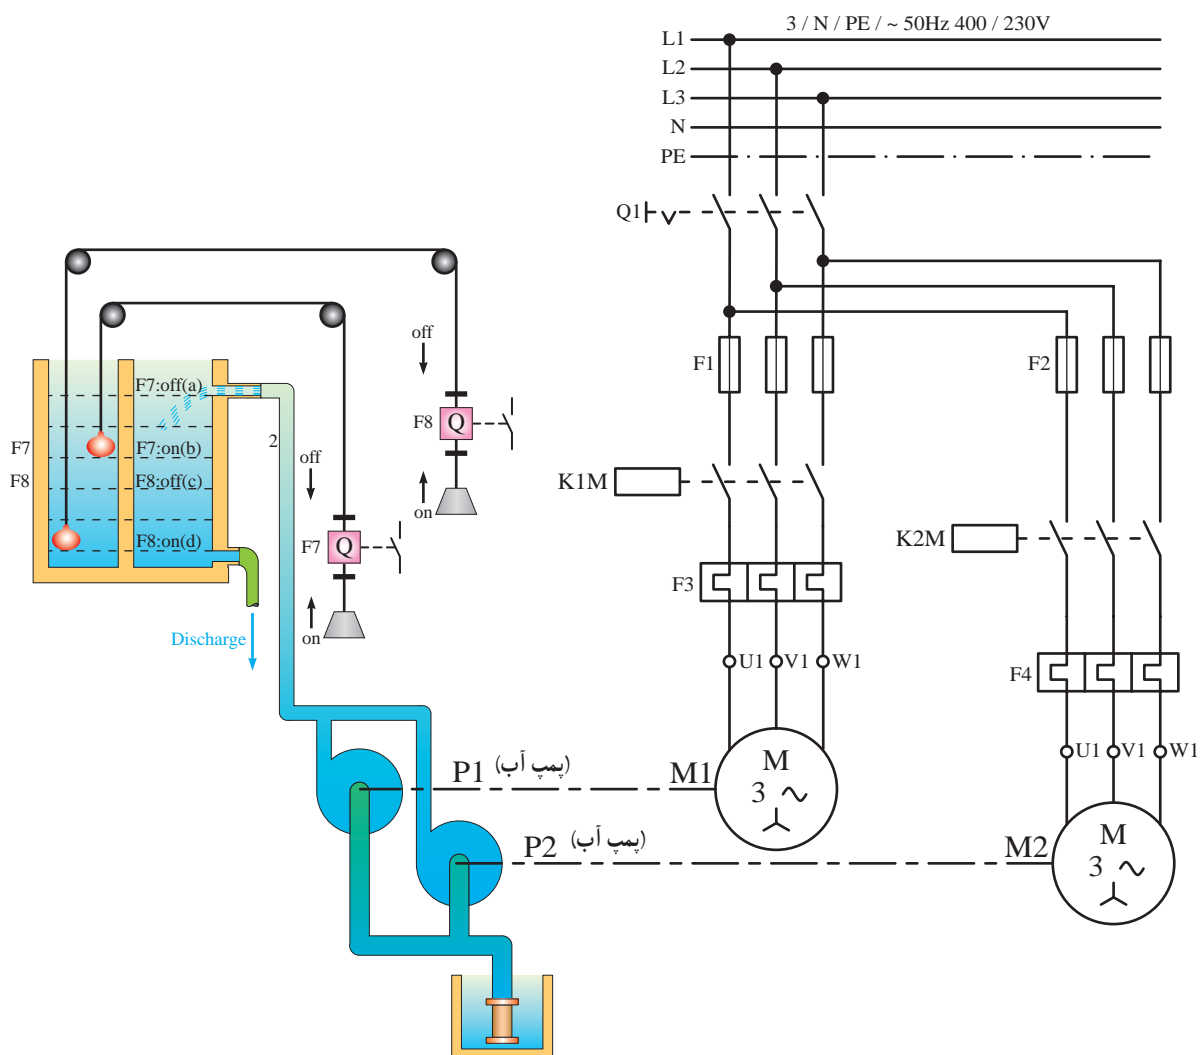 3 / N / PE / ~ 50Hz 400 / 230V
L1
L2
L3
N
PE
Q1
F1
F2
off
F8
Q
on
F7:off(a)
F7:on(b)
F8:off(c)
F8:on(d)
F7
F8
2
off
F7
Q
on
Discharge
K1M
K2M
F3
U1 V1 W1
F4
U1 V1 W1
P1 (پمپ آب)
M1
M
3 ~
P2 (پمپ آب)
M2
M
3 ~